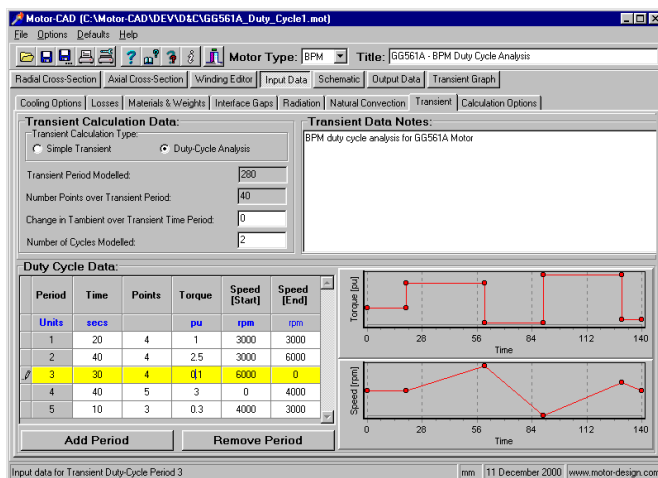 Motor-CAD (C:\Motor-CAD\DEV\D&C\GG561A_Duty_Cycle1.mot)
File Options Defaults Help
Motor Type: BPM Title: GG561A - BPM Duty Cycle Analysis
Radial Cross-Section Axial Cross-Section Winding Editor Input Data Schematic Output Data Transient Graph
Cooling Options Losses Materials & Weights Interface Gaps Radiation Natural Convection Transient Calculation Options
Transient Calculation Data:
Transient Calculation Type:
Simple Transient Duty-Cycle Analysis
Transient Period Modelled: 280
Number Points over Transient Period: 40
Change in Tambient over Transient Time Period: 0
Number of Cycles Modelled: 2
Transient Data Notes:
BPM duty cycle analysis for GG561A Motor
Duty Cycle Data:
Period Time Points Torque Speed [Start] Speed [End]
Units secs pu rpm rpm
1 20 4 1 3000 3000
2 40 4 2.5 3000 6000
3 30 4 0.1 6000 0
4 40 5 3 0 4000
5 10 3 0.3 4000 3000
Add Period Remove Period
Torque [pu]
0 28 56 84 112 140
Time
Speed [rpm]
0 28 56 84 112 140
Time
Input data for Transient Duty-Cycle Period 3 mm 11 December 2000 www.motor-design.com